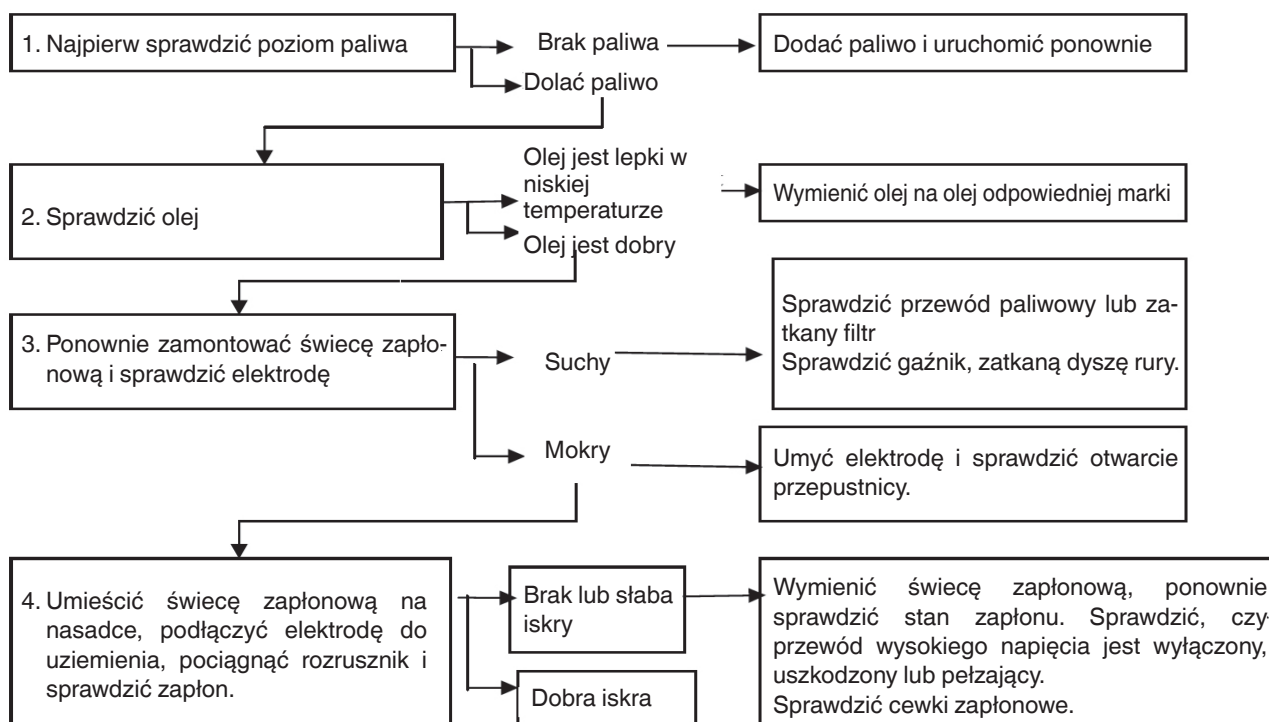 1. Najpierw sprawdzić poziom paliwa
Brak paliwa
Dodać paliwo i uruchomić ponownie
Dolać paliwo
2. Sprawdzić olej
Olej jest lepki w
niskiej
temperaturze
Wymienić olej na olej odpowiedniej marki
Olej jest dobry
3. Ponownie zamontować świecę zapło-
nową i sprawdzić elektrodę
Suchy
Sprawdzić przewód paliwowy lub za-
tkany filtr
Sprawdzić gaźnik, zatkaną dyszę rury.
Mokry
Umyć elektrodę i sprawdzić otwarcie
przepustnicy.
4. Umieścić świecę zapłonową na
nasadce, podłączyć elektrodę do
uziemienia, pociągnąć rozrusznik i
sprawdzić zapłon.
Brak lub słaba
iskry
Wymienić świecę zapłonową, ponownie
sprawdzić stan zapłonu. Sprawdzić, czy
przewód wysokiego napięcia jest wyłączony,
uszkodzony lub pełzający.
Sprawdzić cewki zapłonowe.
Dobra iskra